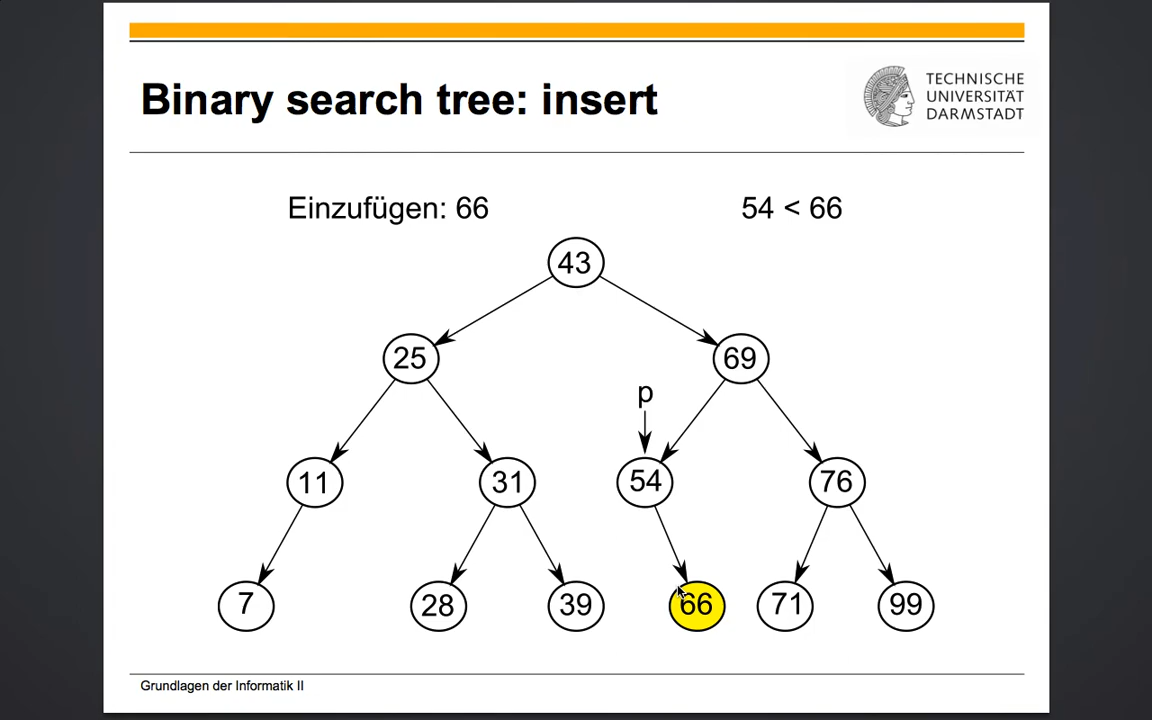 Binary search tree: insert
TECHNISCHE
UNIVERSITÄT
DARMSTADT
Einzufügen: 66
54 < 66
43
25
69
p
11
31
54
76
7
28
39
66
71
99
Grundlagen der Informatik II